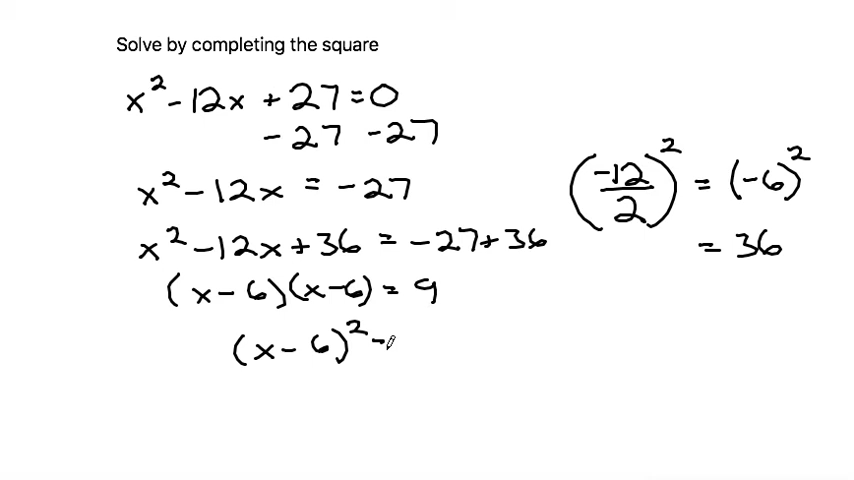 Solve by completing the square
x² - 12x + 27 = 0
- 27 - 27
x² - 12x = - 27
x² - 12x + 36 = - 27 + 36
(x - 6)(x - 6) = 9
(x - 6)² -
(-12/2)² = (-6)²
= 36